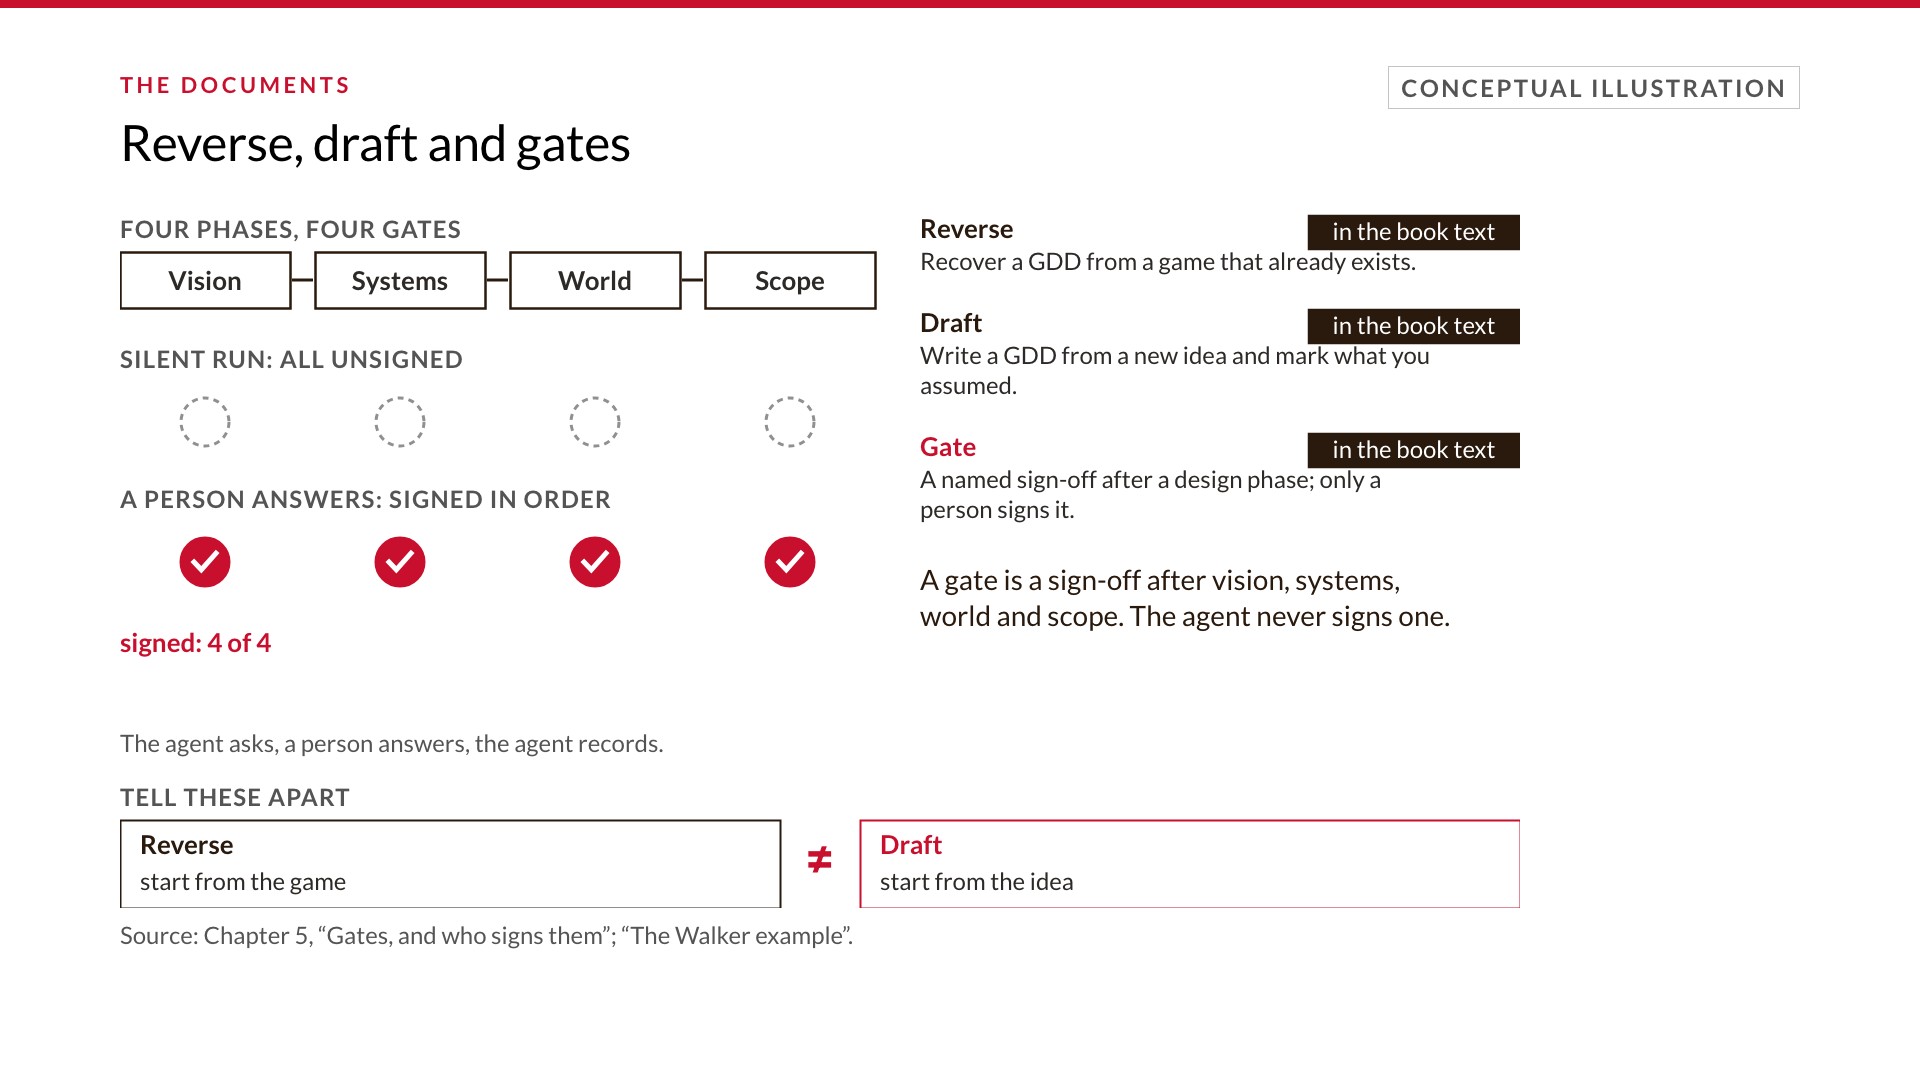 THE DOCUMENTS
CONCEPTUAL ILLUSTRATION
Reverse, draft and gates
FOUR PHASES, FOUR GATES
Vision
Systems
World
Scope
SILENT RUN: ALL UNSIGNED
A PERSON ANSWERS: SIGNED IN ORDER
signed: 4 of 4
Reverse
in the book text
Recover a GDD from a game that already exists.
Draft
in the book text
Write a GDD from a new idea and mark what you
assumed.
Gate
in the book text
A named sign-off after a design phase; only a
person signs it.
A gate is a sign-off after vision, systems,
world and scope. The agent never signs one.
The agent asks, a person answers, the agent records.
TELL THESE APART
Reverse
start from the game
≠
Draft
start from the idea
Source: Chapter 5, “Gates, and who signs them”; “The Walker example”.